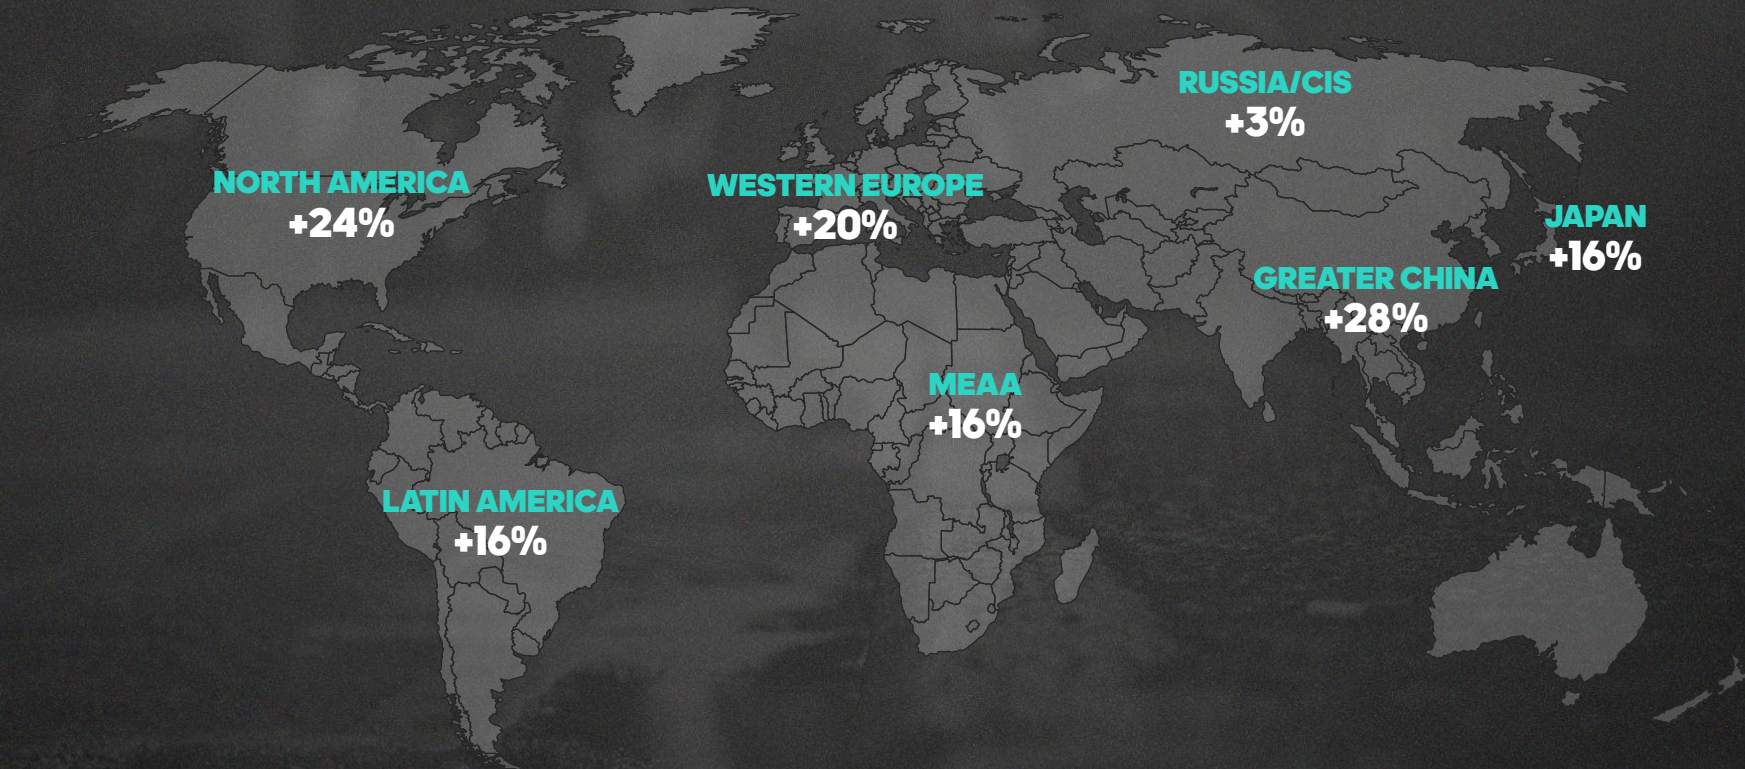 RUSSIA/CIS
+3%
NORTH AMERICA
+24%
WESTERN EUROPE
+20%
JAPAN
+16%
GREATER CHINA
+28%
MEAA
+16%
LATIN AMERICA
+16%